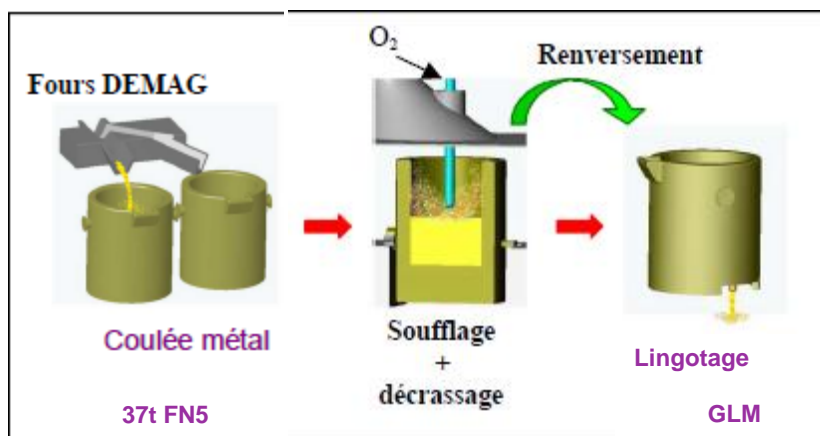 Fours DEMAG
Coulée métal
37t FN5
O₂
Soufflage
+
décrassage
Renversement
Lingotage
GLM